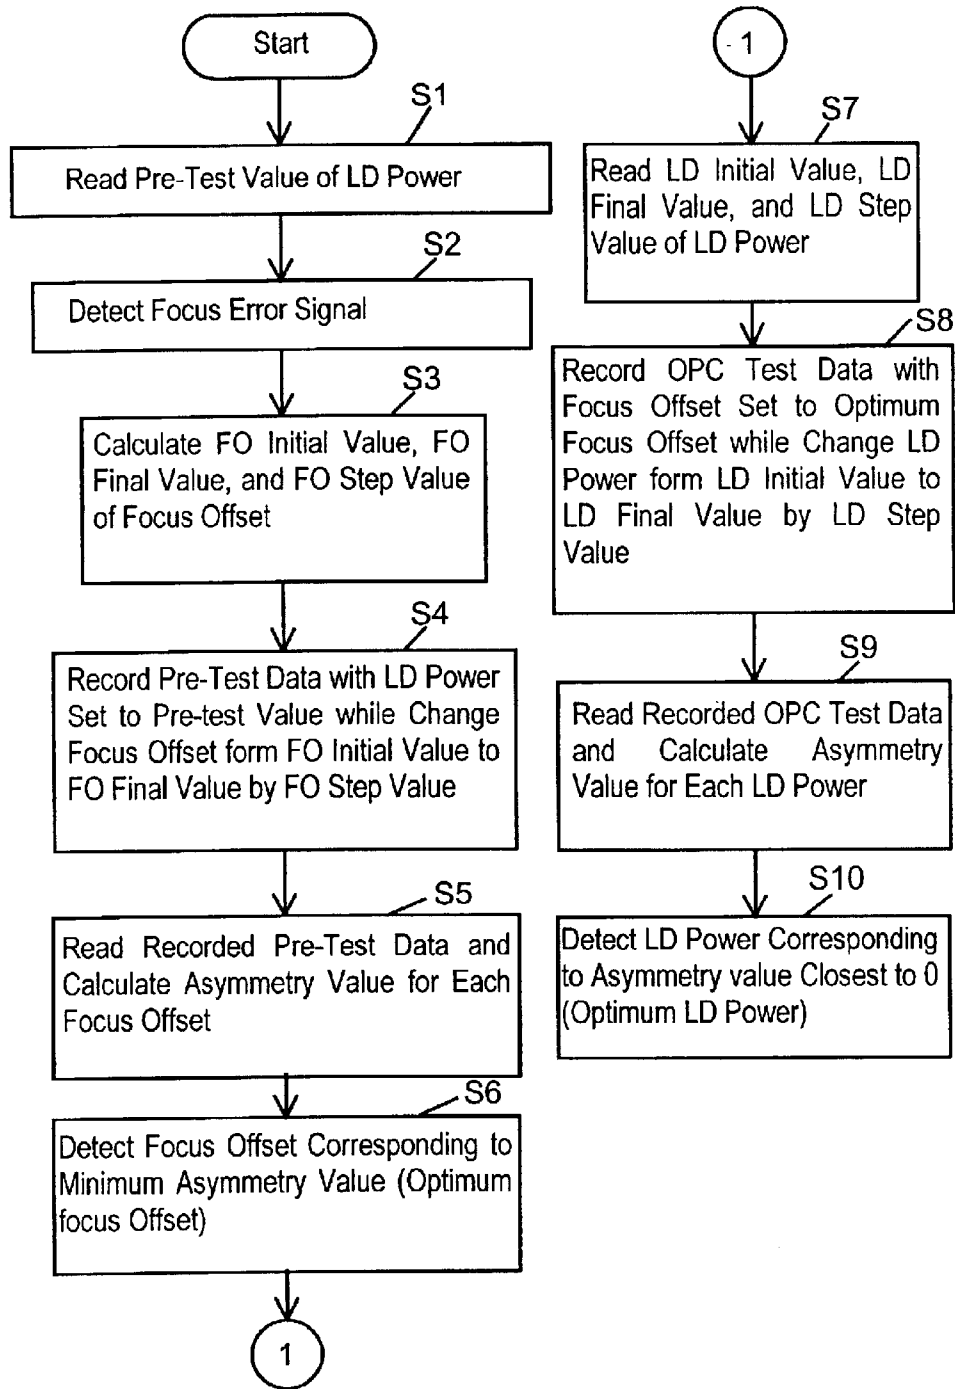 Start
S1
Read Pre-Test Value of LD Power
S2
Detect Focus Error Signal
S3
Calculate FO Initial Value, FO
Final Value, and FO Step Value
of Focus Offset
S4
Record Pre-Test Data with LD Power
Set to Pre-test Value while Change
Focus Offset form FO Initial Value to
FO Final Value by FO Step Value
S5
Read Recorded Pre-Test Data and
Calculate Asymmetry Value for Each
Focus Offset
S6
Detect Focus Offset Corresponding to
Minimum Asymmetry Value (Optimum
focus Offset)
1
1
S7
Read LD Initial Value, LD
Final Value, and LD Step
Value of LD Power
S8
Record OPC Test Data with
Focus Offset Set to Optimum
Focus Offset while Change LD
Power form LD Initial Value to
LD Final Value by LD Step
Value
S9
Read Recorded OPC Test Data
and Calculate Asymmetry
Value for Each LD Power
S10
Detect LD Power Corresponding
to Asymmetry value Closest to 0
(Optimum LD Power)